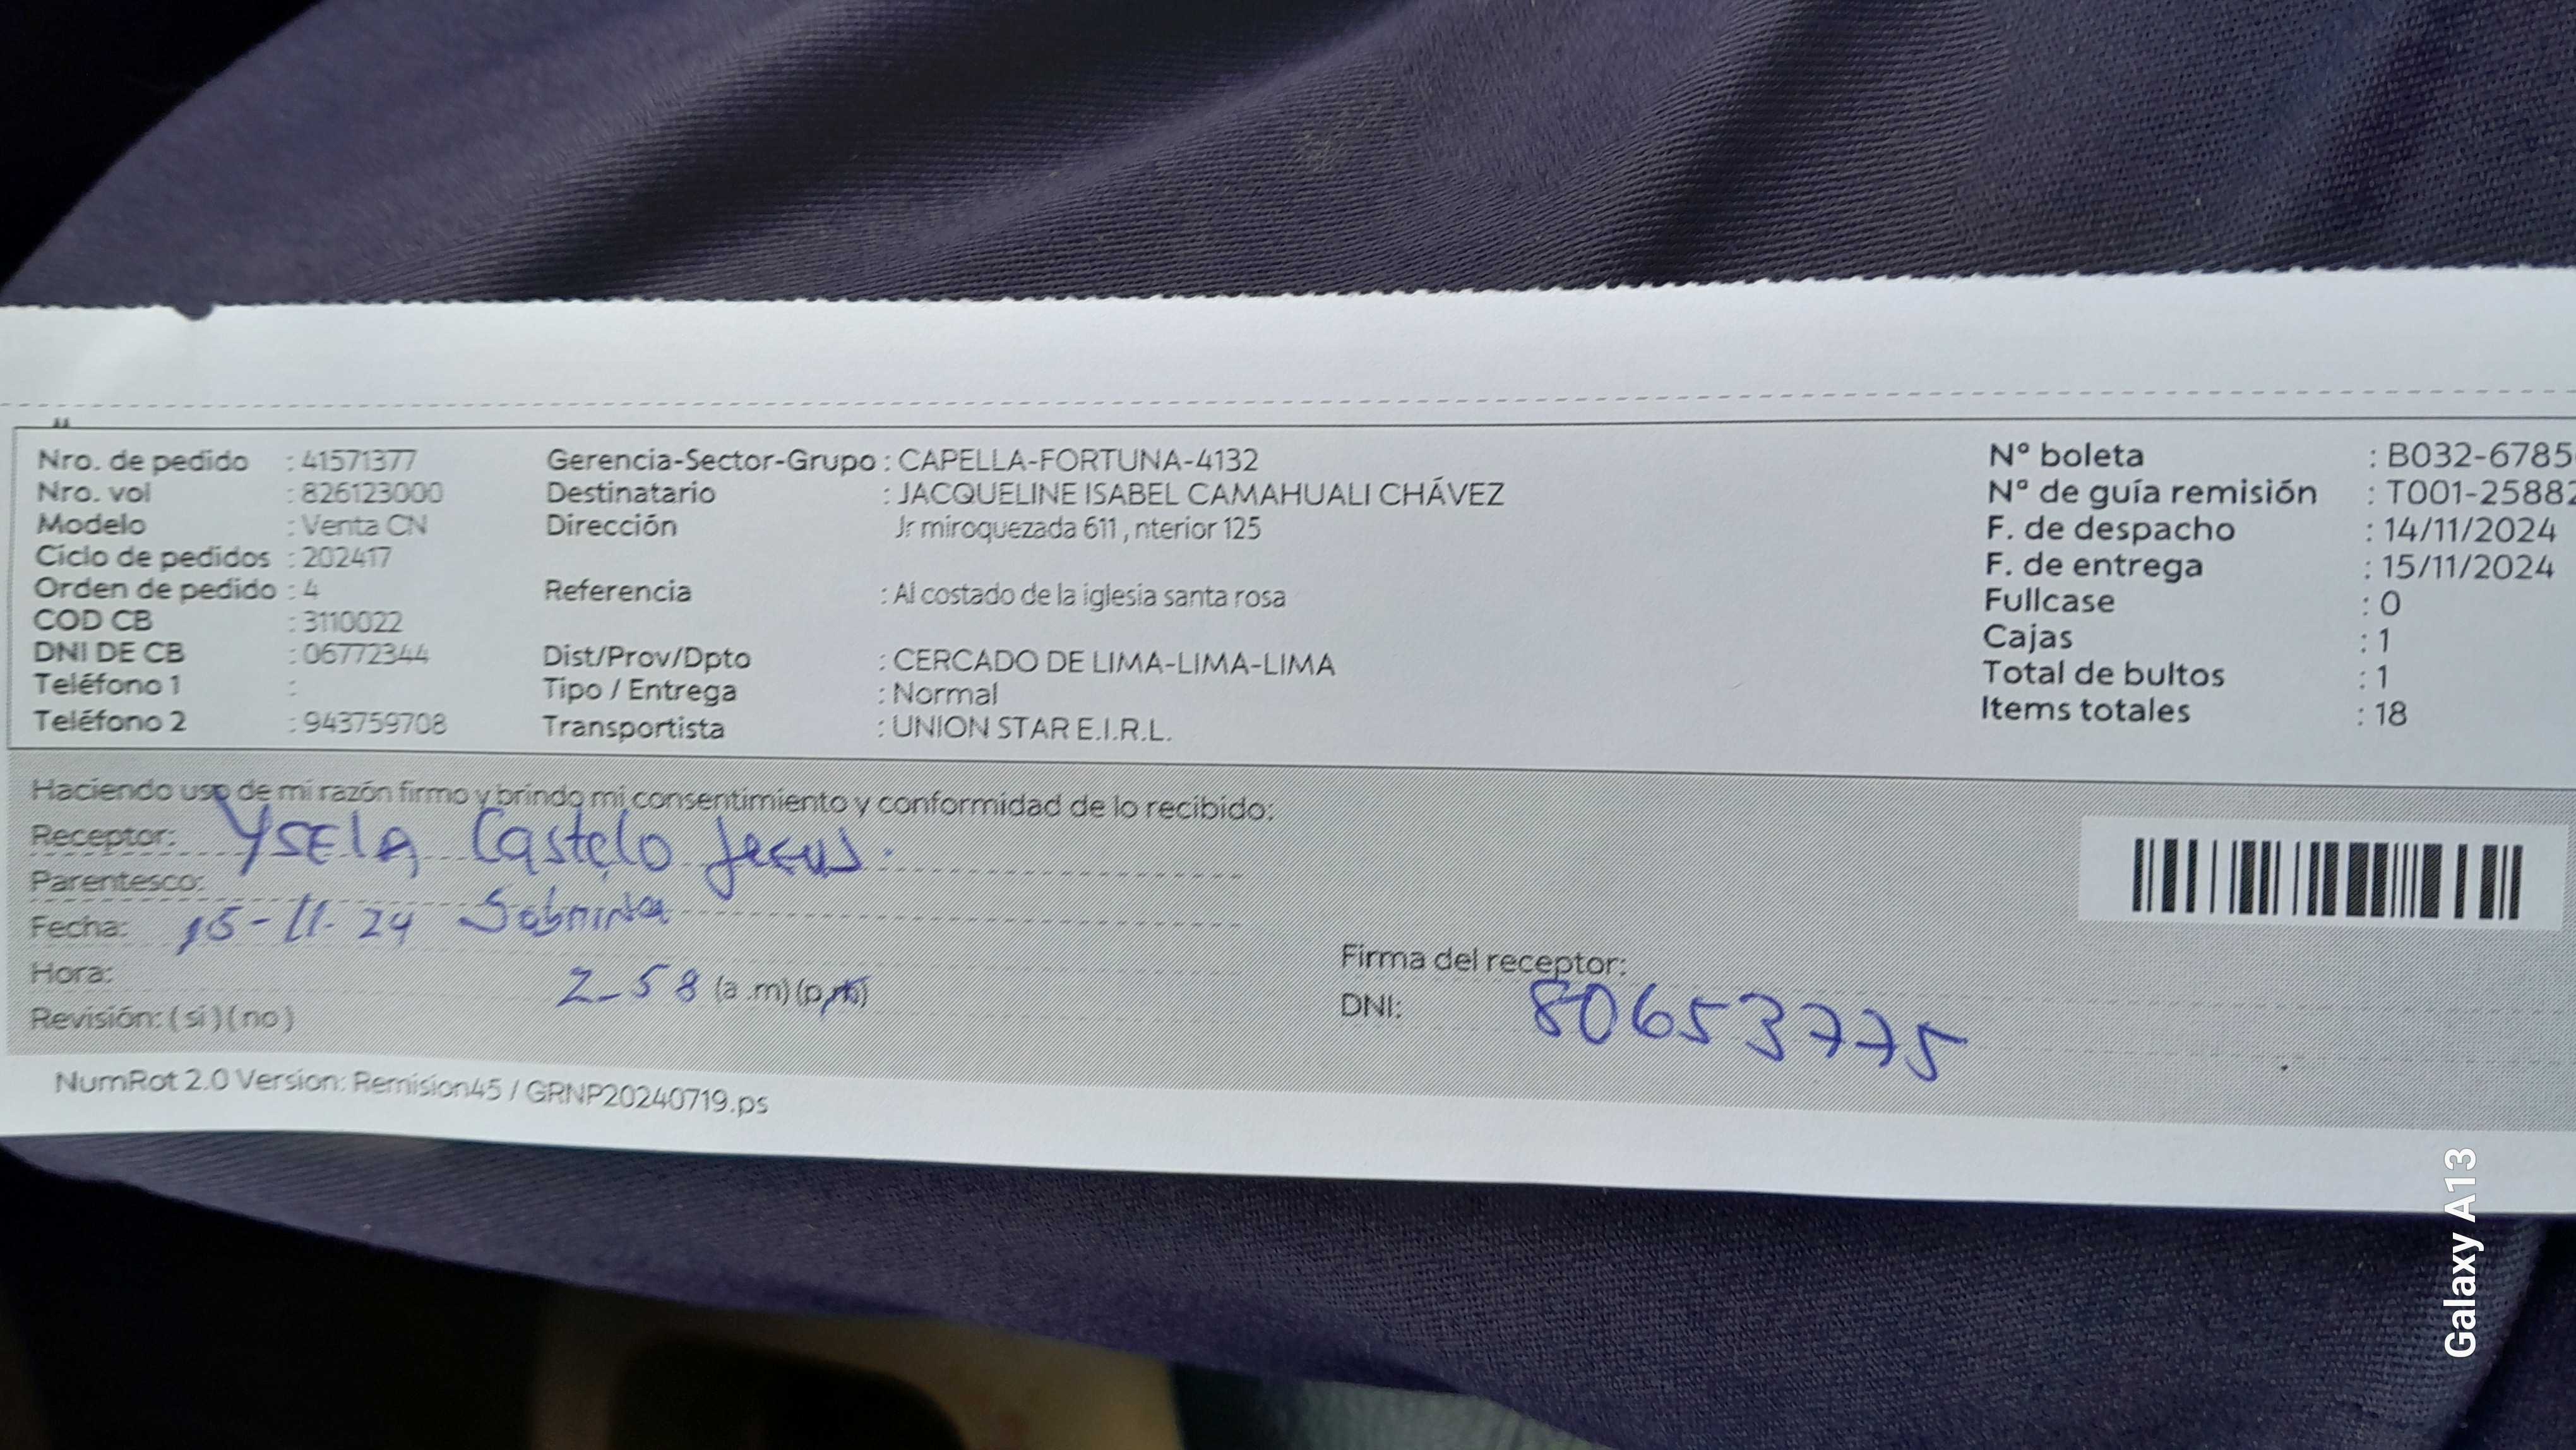 Nro. de pedido : 41571377 Gerencia-Sector-Grupo : CAPELLA-FORTUNA-4132 N° boleta : B032-6785
Nro. vol : 826123000 Destinatario : JACQUELINE ISABEL CAMAHUALI CHÁVEZ N° de guía remisión : T001-25882
Modelo : Venta CN Dirección Jr miroquezada 611 , nterior 125 F. de despacho : 14/11/2024
Ciclo de pedidos : 202417 F. de entrega : 15/11/2024
Orden de pedido : 4 Referencia : Al costado de la iglesia santa rosa Fullcase : 0
COD CB : 3110022 Cajas : 1
DNI DE CB : 06772344 Dist/Prov/Dpto : CERCADO DE LIMA-LIMA-LIMA Total de bultos : 1
Teléfono 1 : Tipo / Entrega : Normal Items totales : 18
Teléfono 2 : 943759708 Transportista : UNION STAR E.I.R.L.
Haciendo uso de mi razón firmo y brindo mi consentimiento y conformidad de lo recibido:
Receptor: YSELA Castelo Jesus.
Parentesco: Sobrina
Fecha: 15-11-24
Hora: 2-58 (a .m) (p.m)
Revisión: ( si ) ( no )
Firma del receptor:
DNI: 80653775
NumRot 2.0 Version: Remision45 / GRNP20240719.ps
Galaxy A13